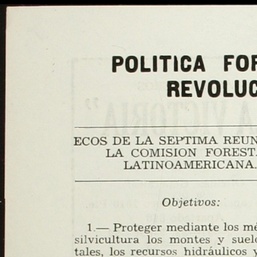 POLITICA FOR
REVOLUC
ECOS DE LA SEPTIMA REUN
LA COMISION FOREST
LATINOAMERICANA.
Objetivos:
1.— Proteger mediante los mé
silvicultura los montes y suel
tales, los recursos hidráulicos y